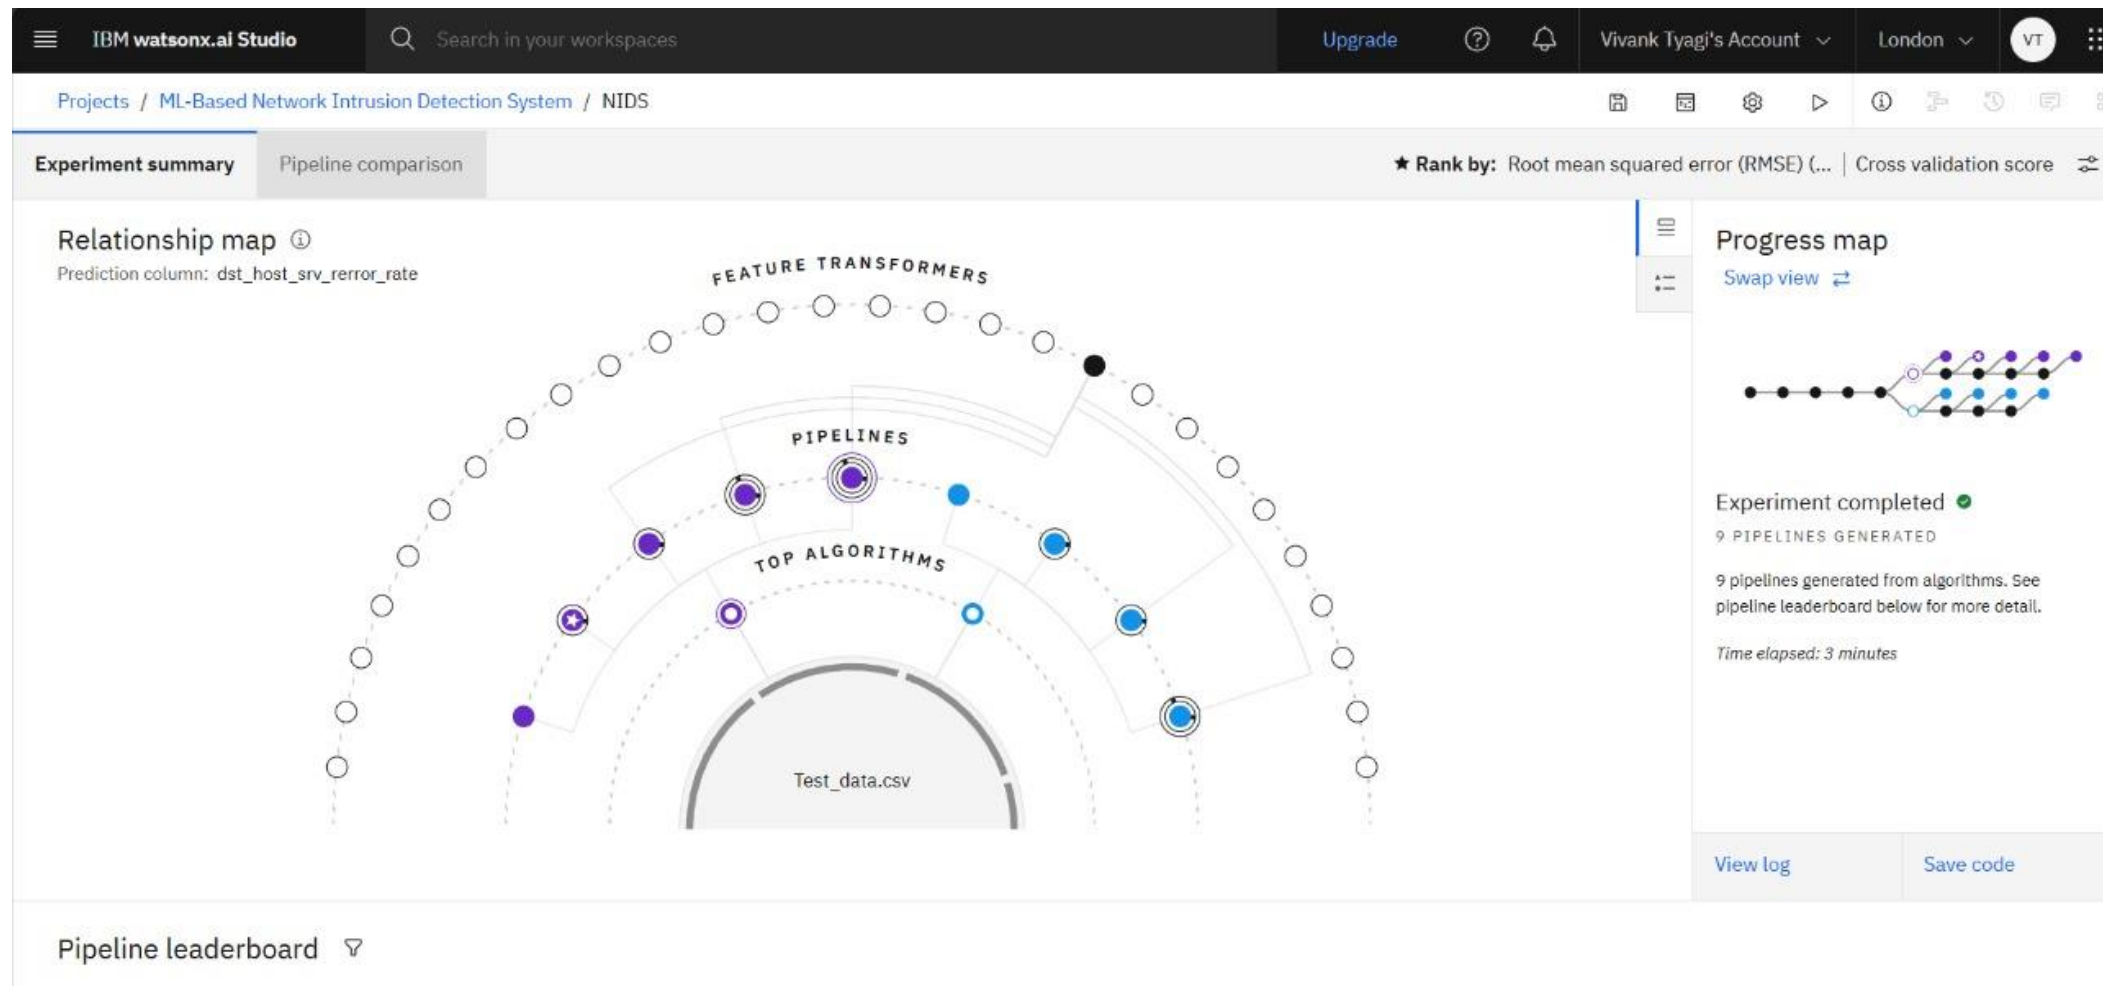 IBM watsonx.ai Studio
Search in your workspaces
Upgrade
Vivank Tyagi's Account
London
VT
Projects / ML-Based Network Intrusion Detection System / NIDS
Experiment summary
Pipeline comparison
Rank by: Root mean squared error (RMSE) (... | Cross validation score
Relationship map
Prediction column: dst_host_srv_rerror_rate
FEATURE TRANSFORMERS
PIPELINES
TOP ALGORITHMS
Test_data.csv
Progress map
Swap view
Experiment completed
9 PIPELINES GENERATED
9 pipelines generated from algorithms. See
pipeline leaderboard below for more detail.
Time elapsed: 3 minutes
View log
Save code
Pipeline leaderboard